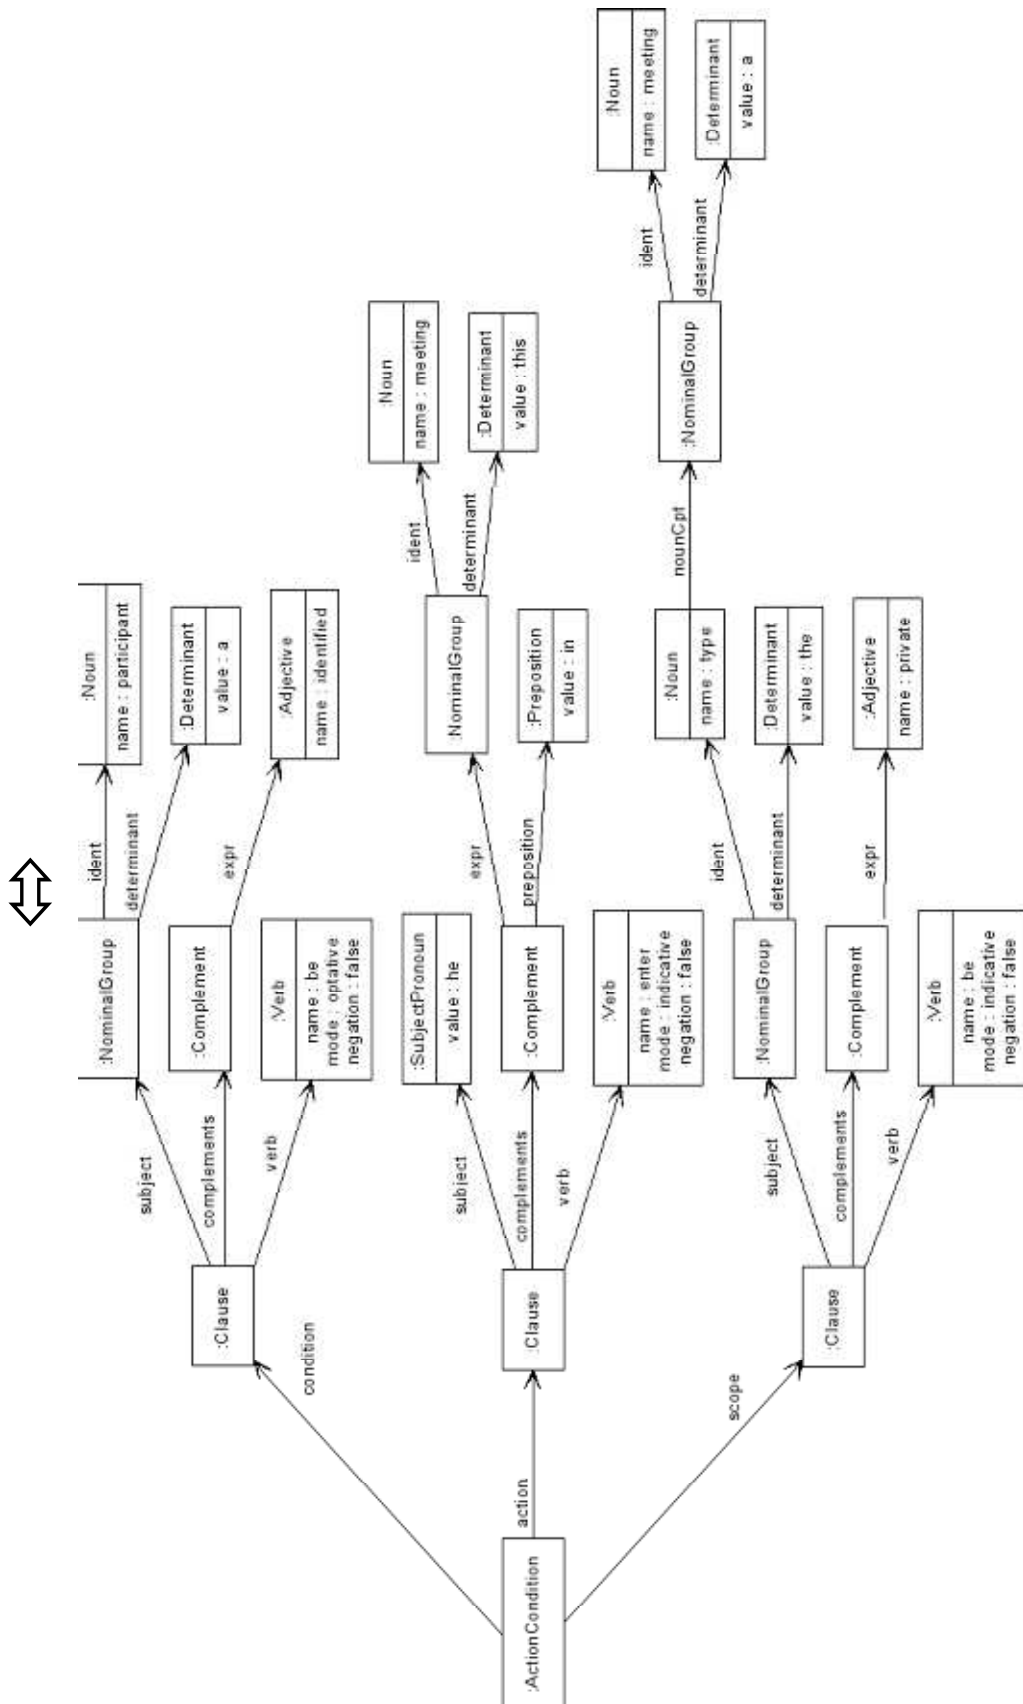 :ActionCondition
condition
action
scope
:Clause
subject
complements
verb
:NominalGroup
ident
determinant
:Noun
name : participant
:Determinant
value : a
:Complement
expr
:Adjective
name : identified
:Verb
name : be
mode : optative
negation : false
:Clause
subject
complements
verb
:SubjectPronoun
value : he
:Complement
expr
preposition
:NominalGroup
ident
determinant
:Noun
name : meeting
:Determinant
value : this
:Preposition
value : in
:Verb
name : enter
mode : indicative
negation : false
:Clause
subject
complements
verb
:NominalGroup
ident
determinant
:Noun
name : type
nounCpt
:NominalGroup
ident
determinant
:Noun
name : meeting
:Determinant
value : a
:Determinant
value : the
:Complement
expr
:Adjective
name : private
:Verb
name : be
mode : indicative
negation : false